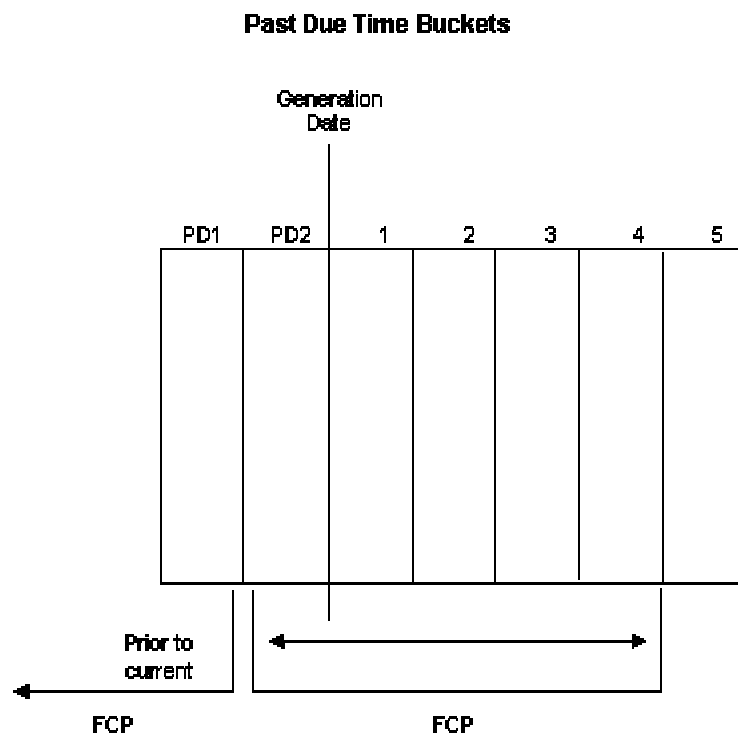 Past Due Time Buckets
Generation
Date
PD1 PD2 1 2 3 4 5
Prior to
current
FCP FCP